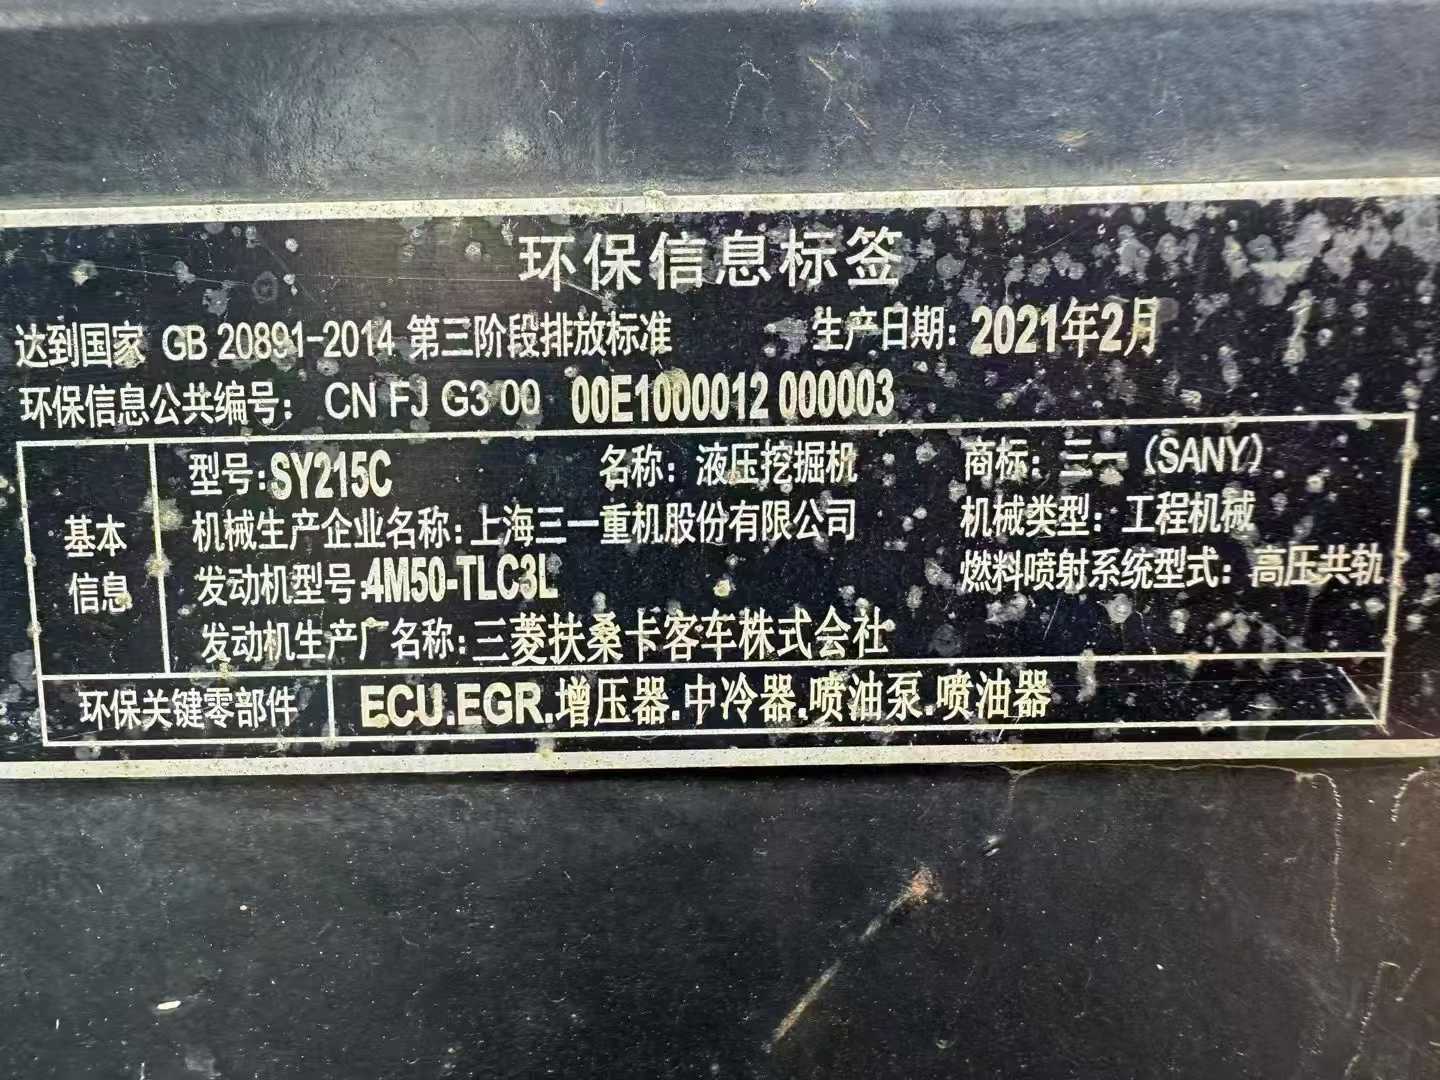 环保信息标签
达到国家 GB 20891-2014 第三阶段排放标准 生产日期：2021年2月
环保信息公共编号： CN FJ G3 00 00E1000012 000003
基本信息
型号：SY215C 名称：液压挖掘机 商标：三一（SANY）
机械生产企业名称：上海三一重机股份有限公司 机械类型：工程机械
发动机型号：4M50-TLC3L 燃料喷射系统型式：高压共轨
发动机生产厂名称：三菱扶桑卡客车株式会社
环保关键零部件 ECU.EGR.增压器.中冷器.喷油泵.喷油器